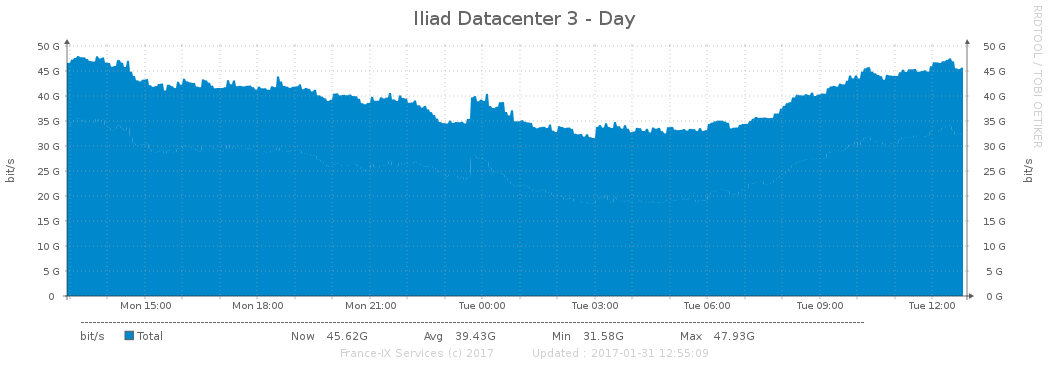 Iliad Datacenter 3 - Day
RRDTOOL / TOBI OETIKER
50 G 50 G
45 G 45 G
40 G 40 G
35 G 35 G
30 G 30 G
25 G 25 G
20 G 20 G
15 G 15 G
10 G 10 G
5 G 5 G
0 0 G
bit/s bit/s
Mon 15:00 Mon 18:00 Mon 21:00 Tue 00:00 Tue 03:00 Tue 06:00 Tue 09:00 Tue 12:00
bit/s Total Now 45.62G Avg 39.43G Min 31.58G Max 47.93G
France-IX Services (c) 2017 Updated : 2017-01-31 12:55:09